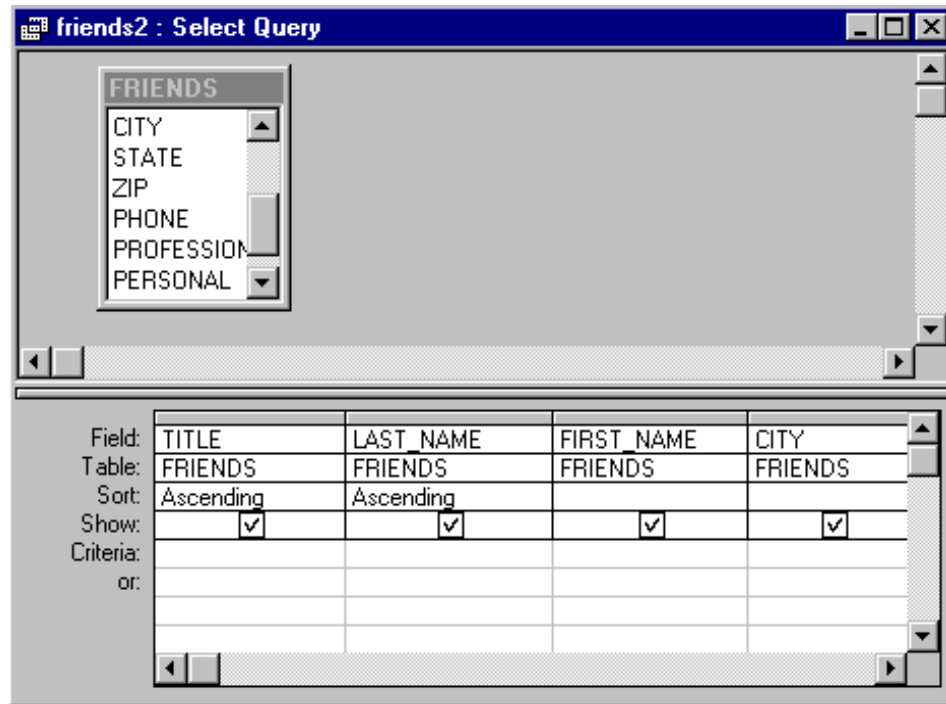 friends2 : Select Query
FRIENDS
CITY
STATE
ZIP
PHONE
PROFESSION
PERSONAL
Field: TITLE LAST_NAME FIRST_NAME CITY
Table: FRIENDS FRIENDS FRIENDS FRIENDS
Sort: Ascending Ascending
Show:
Criteria:
or: